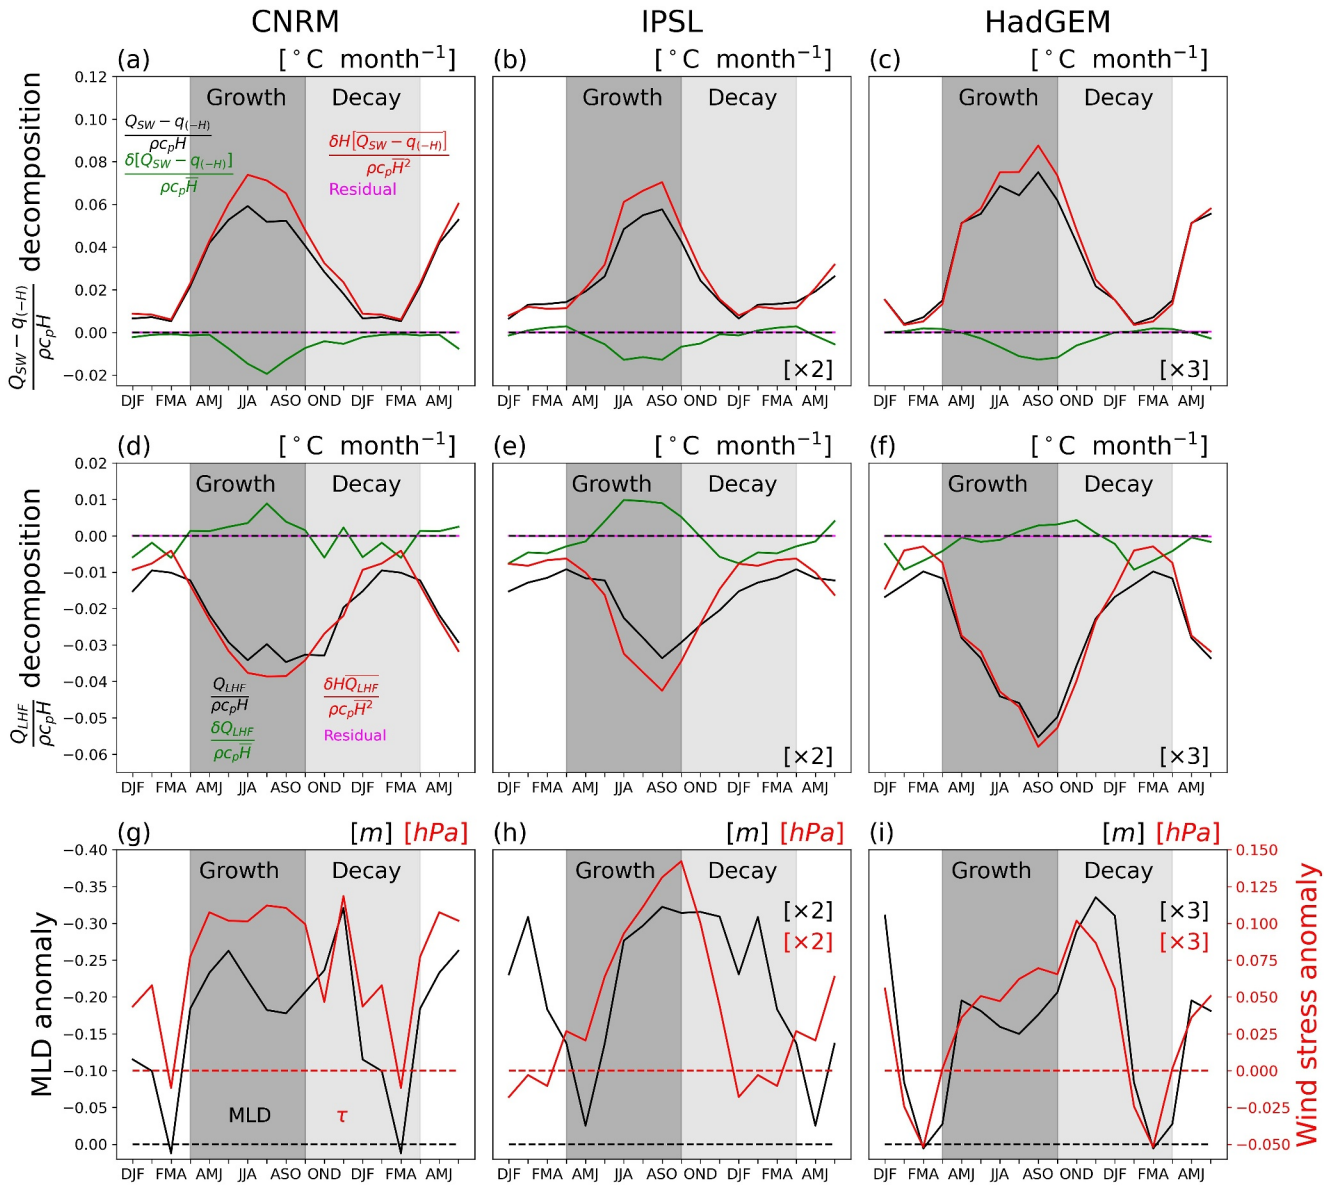 CNRM IPSL HadGEM
(a) [°C month⁻¹] (b) [°C month⁻¹] (c) [°C month⁻¹]
Q_SW − q_(−H) / ρc_pH decomposition
0.12
0.10
0.08
0.06
0.04
0.02
0.00
−0.02
Growth Decay Growth Decay Growth Decay
Q_SW − q_(−H) / ρc_pH
δ[Q_SW − q_(−H)] / ρc_pH̅
δH[Q_SW − q_(−H)]̅ / ρc_pH̅²
Residual
[×2] [×3]
DJF FMA AMJ JJA ASO OND DJF FMA AMJ DJF FMA AMJ JJA ASO OND DJF FMA AMJ DJF FMA AMJ JJA ASO OND DJF FMA AMJ
(d) [°C month⁻¹] (e) [°C month⁻¹] (f) [°C month⁻¹]
Q_LHF / ρc_pH decomposition
0.02
0.01
0.00
−0.01
−0.02
−0.03
−0.04
−0.05
−0.06
Growth Decay Growth Decay Growth Decay
Q_LHF / ρc_pH
δQ_LHF / ρc_pH̅
δHQ̅_LHF / ρc_pH̅²
Residual
[×2] [×3]
DJF FMA AMJ JJA ASO OND DJF FMA AMJ DJF FMA AMJ JJA ASO OND DJF FMA AMJ DJF FMA AMJ JJA ASO OND DJF FMA AMJ
(g) [m] [hPa] (h) [m] [hPa] (i) [m] [hPa]
MLD anomaly
−0.40
−0.35
−0.30
−0.25
−0.20
−0.15
−0.10
−0.05
0.00
Growth Decay Growth Decay Growth Decay
MLD τ
[×2] [×3]
[×2] [×3]
0.150
0.125
0.100
0.075
0.050
0.025
0.000
−0.025
−0.050
Wind stress anomaly
DJF FMA AMJ JJA ASO OND DJF FMA AMJ DJF FMA AMJ JJA ASO OND DJF FMA AMJ DJF FMA AMJ JJA ASO OND DJF FMA AMJ